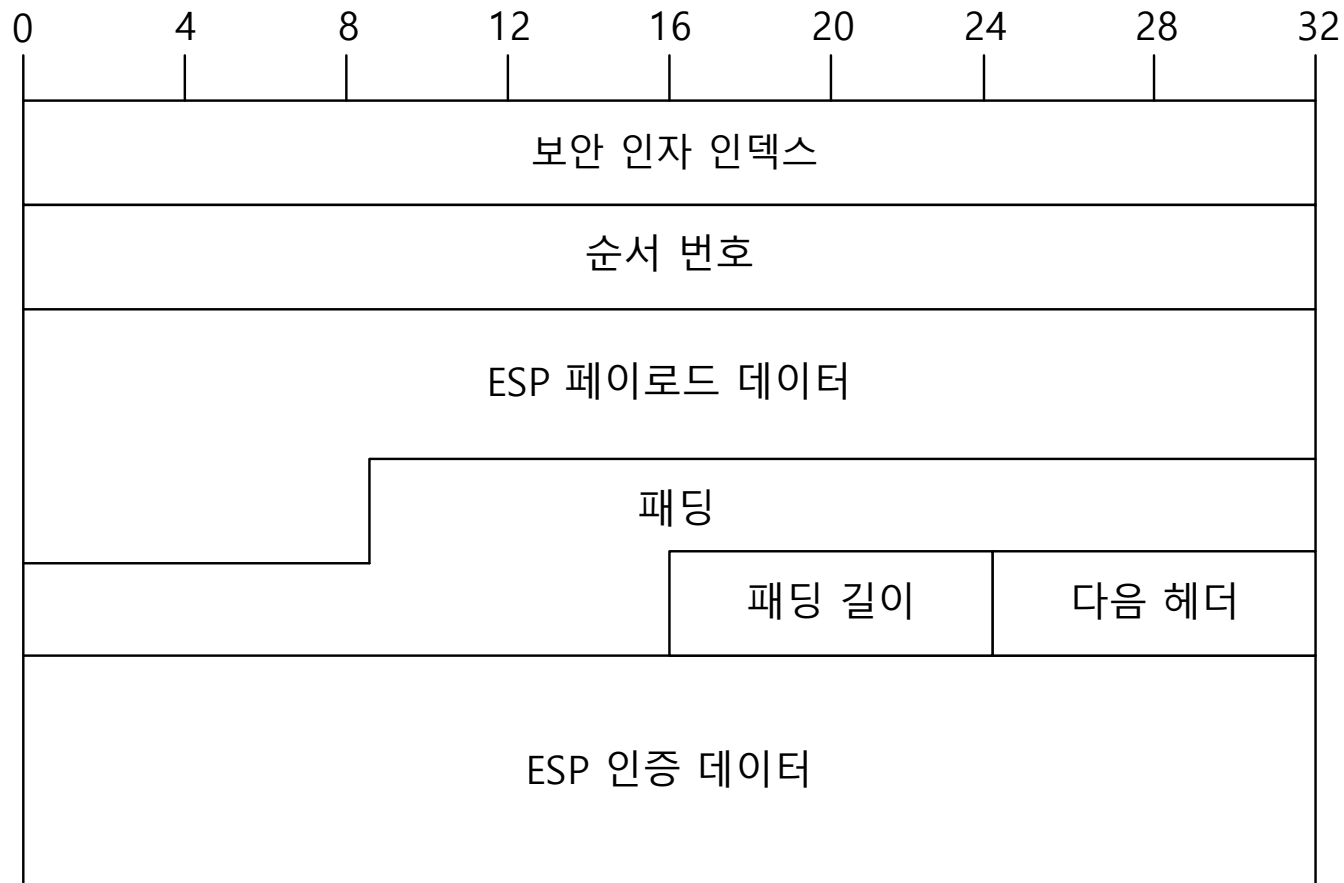 0 4 8 12 16 20 24 28 32
보안 인자 인덱스
순서 번호
ESP 페이로드 데이터
패딩
패딩 길이 다음 헤더
ESP 인증 데이터